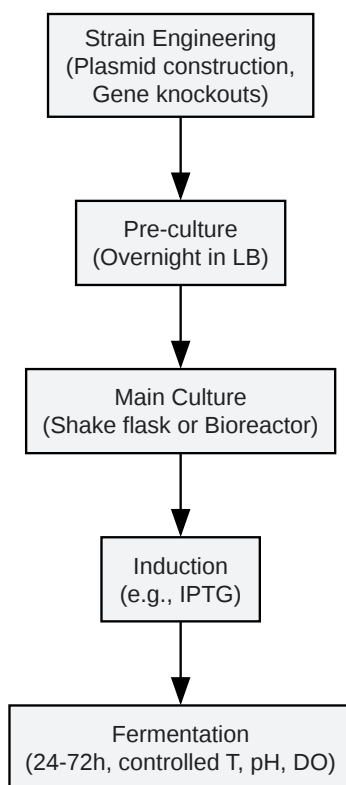 Strain Engineering
(Plasmid construction,
Gene knockouts)
Pre-culture
(Overnight in LB)
Main Culture
(Shake flask or Bioreactor)
Induction
(e.g., IPTG)
Fermentation
(24-72h, controlled T, pH, DO)